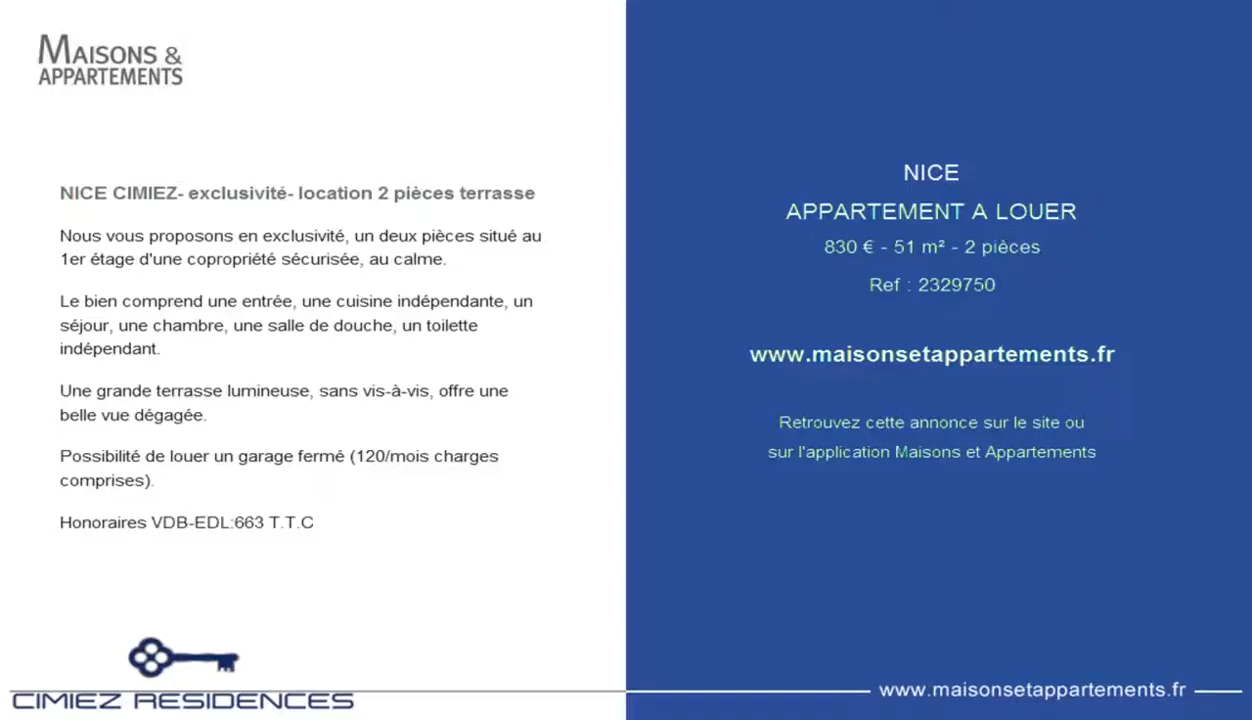 MAISONS &
APPARTEMENTS
NICE CIMIEZ- exclusivité- location 2 pièces terrasse
Nous vous proposons en exclusivité, un deux pièces situé au
1er étage d'une copropriété sécurisée, au calme.
Le bien comprend une entrée, une cuisine indépendante, un
séjour, une chambre, une salle de douche, un toilette
indépendant.
Une grande terrasse lumineuse, sans vis-à-vis, offre une
belle vue dégagée.
Possibilité de louer un garage fermé (120/mois charges
comprises).
Honoraires VDB-EDL:663 T.T.C
CIMIEZ RESIDENCES
NICE
APPARTEMENT A LOUER
830 € - 51 m² - 2 pièces
Ref : 2329750
www.maisonsetappartements.fr
Retrouvez cette annonce sur le site ou
sur l'application Maisons et Appartements
www.maisonsetappartements.fr